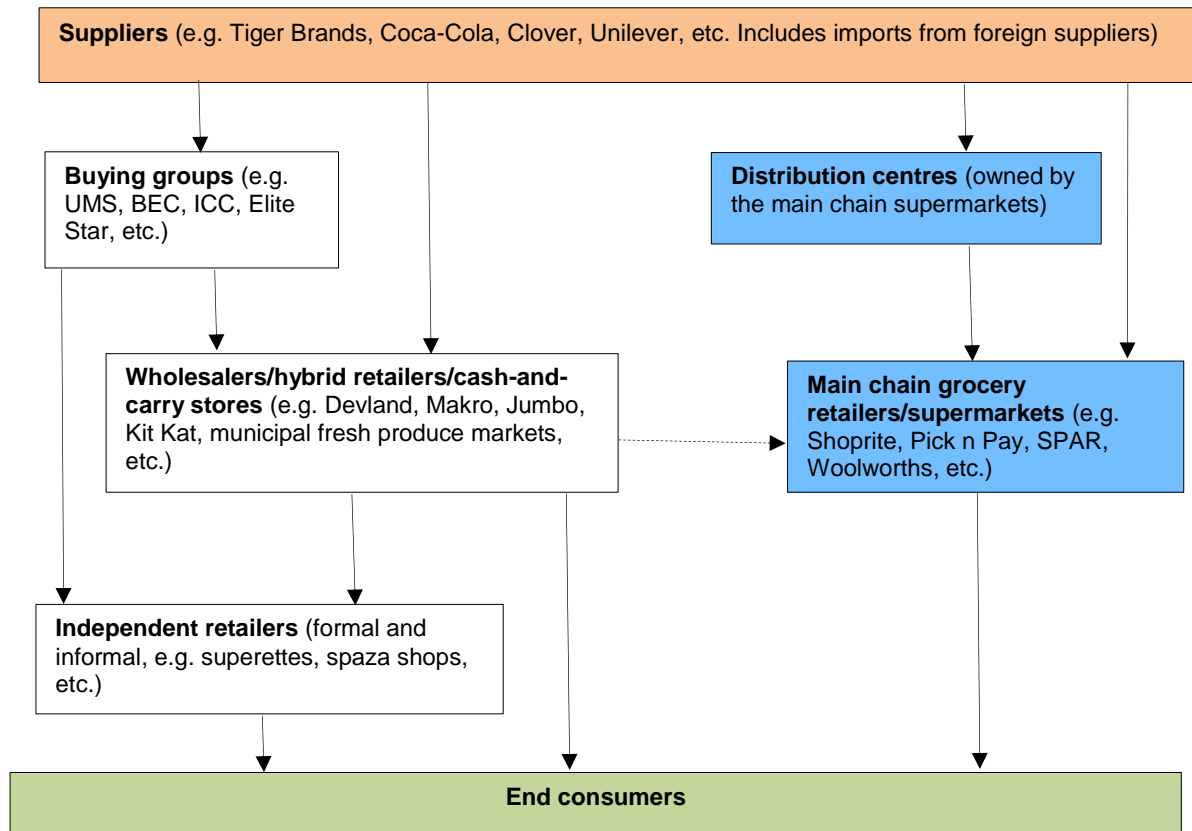 Suppliers (e.g. Tiger Brands, Coca-Cola, Clover, Unilever, etc. Includes imports from foreign suppliers)
Buying groups (e.g.
UMS, BEC, ICC, Elite
Star, etc.)
Distribution centres (owned by
the main chain supermarkets)
Wholesalers/hybrid retailers/cash-and-
carry stores (e.g. Devland, Makro, Jumbo,
Kit Kat, municipal fresh produce markets,
etc.)
Main chain grocery
retailers/supermarkets (e.g.
Shoprite, Pick n Pay, SPAR,
Woolworths, etc.)
Independent retailers (formal and
informal, e.g. superettes, spaza shops,
etc.)
End consumers